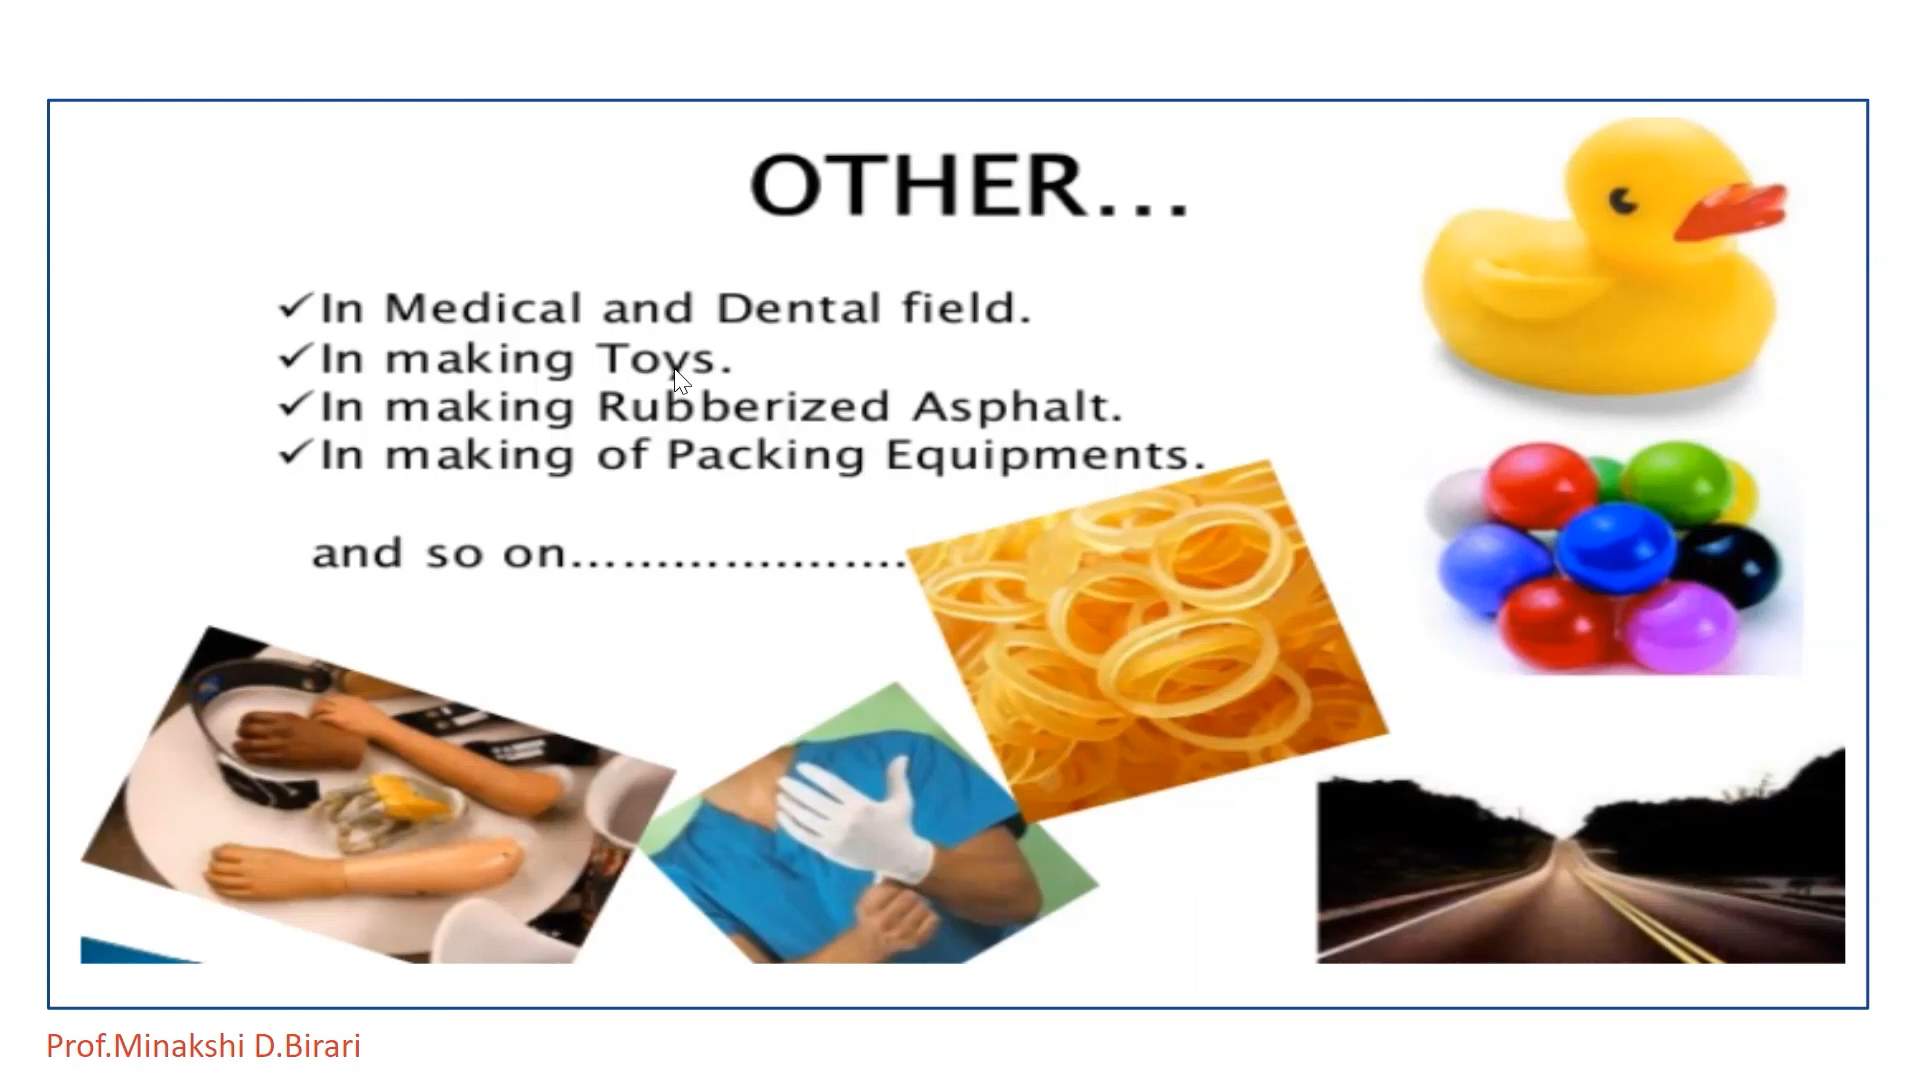 OTHER...
✓In Medical and Dental field.
✓In making Toys.
✓In making Rubberized Asphalt.
✓In making of Packing Equipments.
and so on.....................
Prof.Minakshi D.Birari